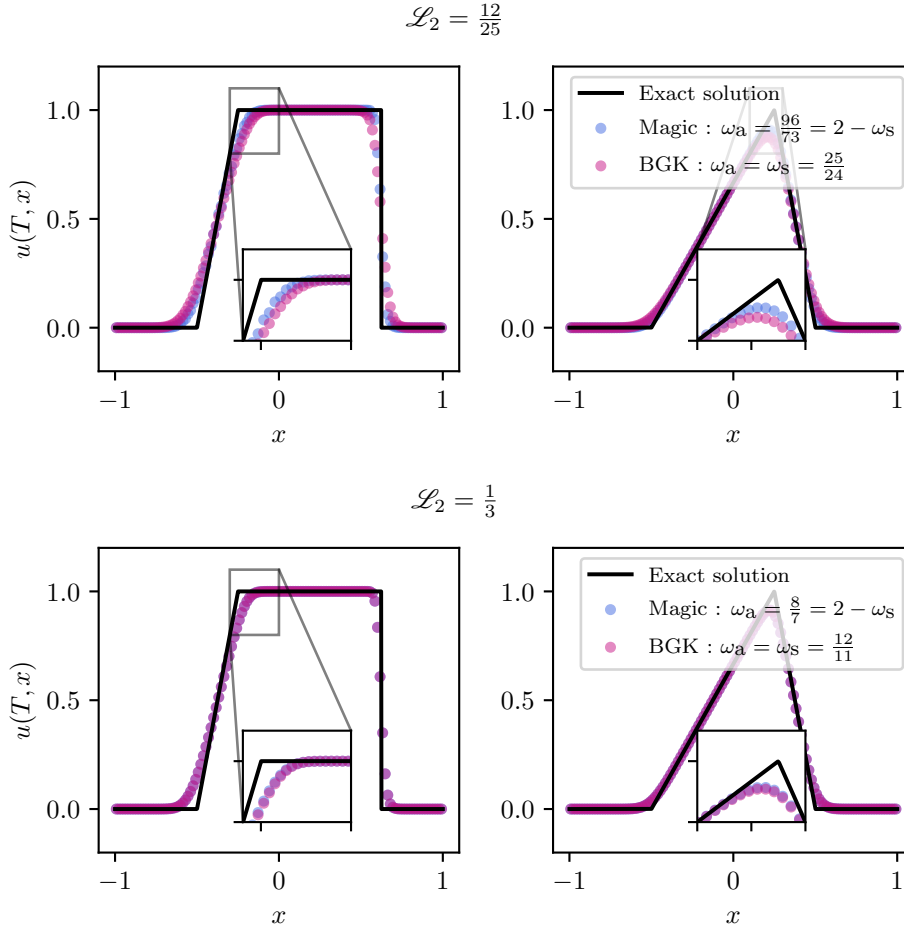 ℒ₂ = 12/25
1.0
0.5
0.0
u(T, x)
−1
0
1
x
Exact solution
Magic : ωₐ = 96/73 = 2 − ωₛ
BGK : ωₐ = ωₛ = 25/24
−1
0
1
x
ℒ₂ = 1/3
1.0
0.5
0.0
u(T, x)
−1
0
1
x
Exact solution
Magic : ωₐ = 8/7 = 2 − ωₛ
BGK : ωₐ = ωₛ = 12/11
−1
0
1
x